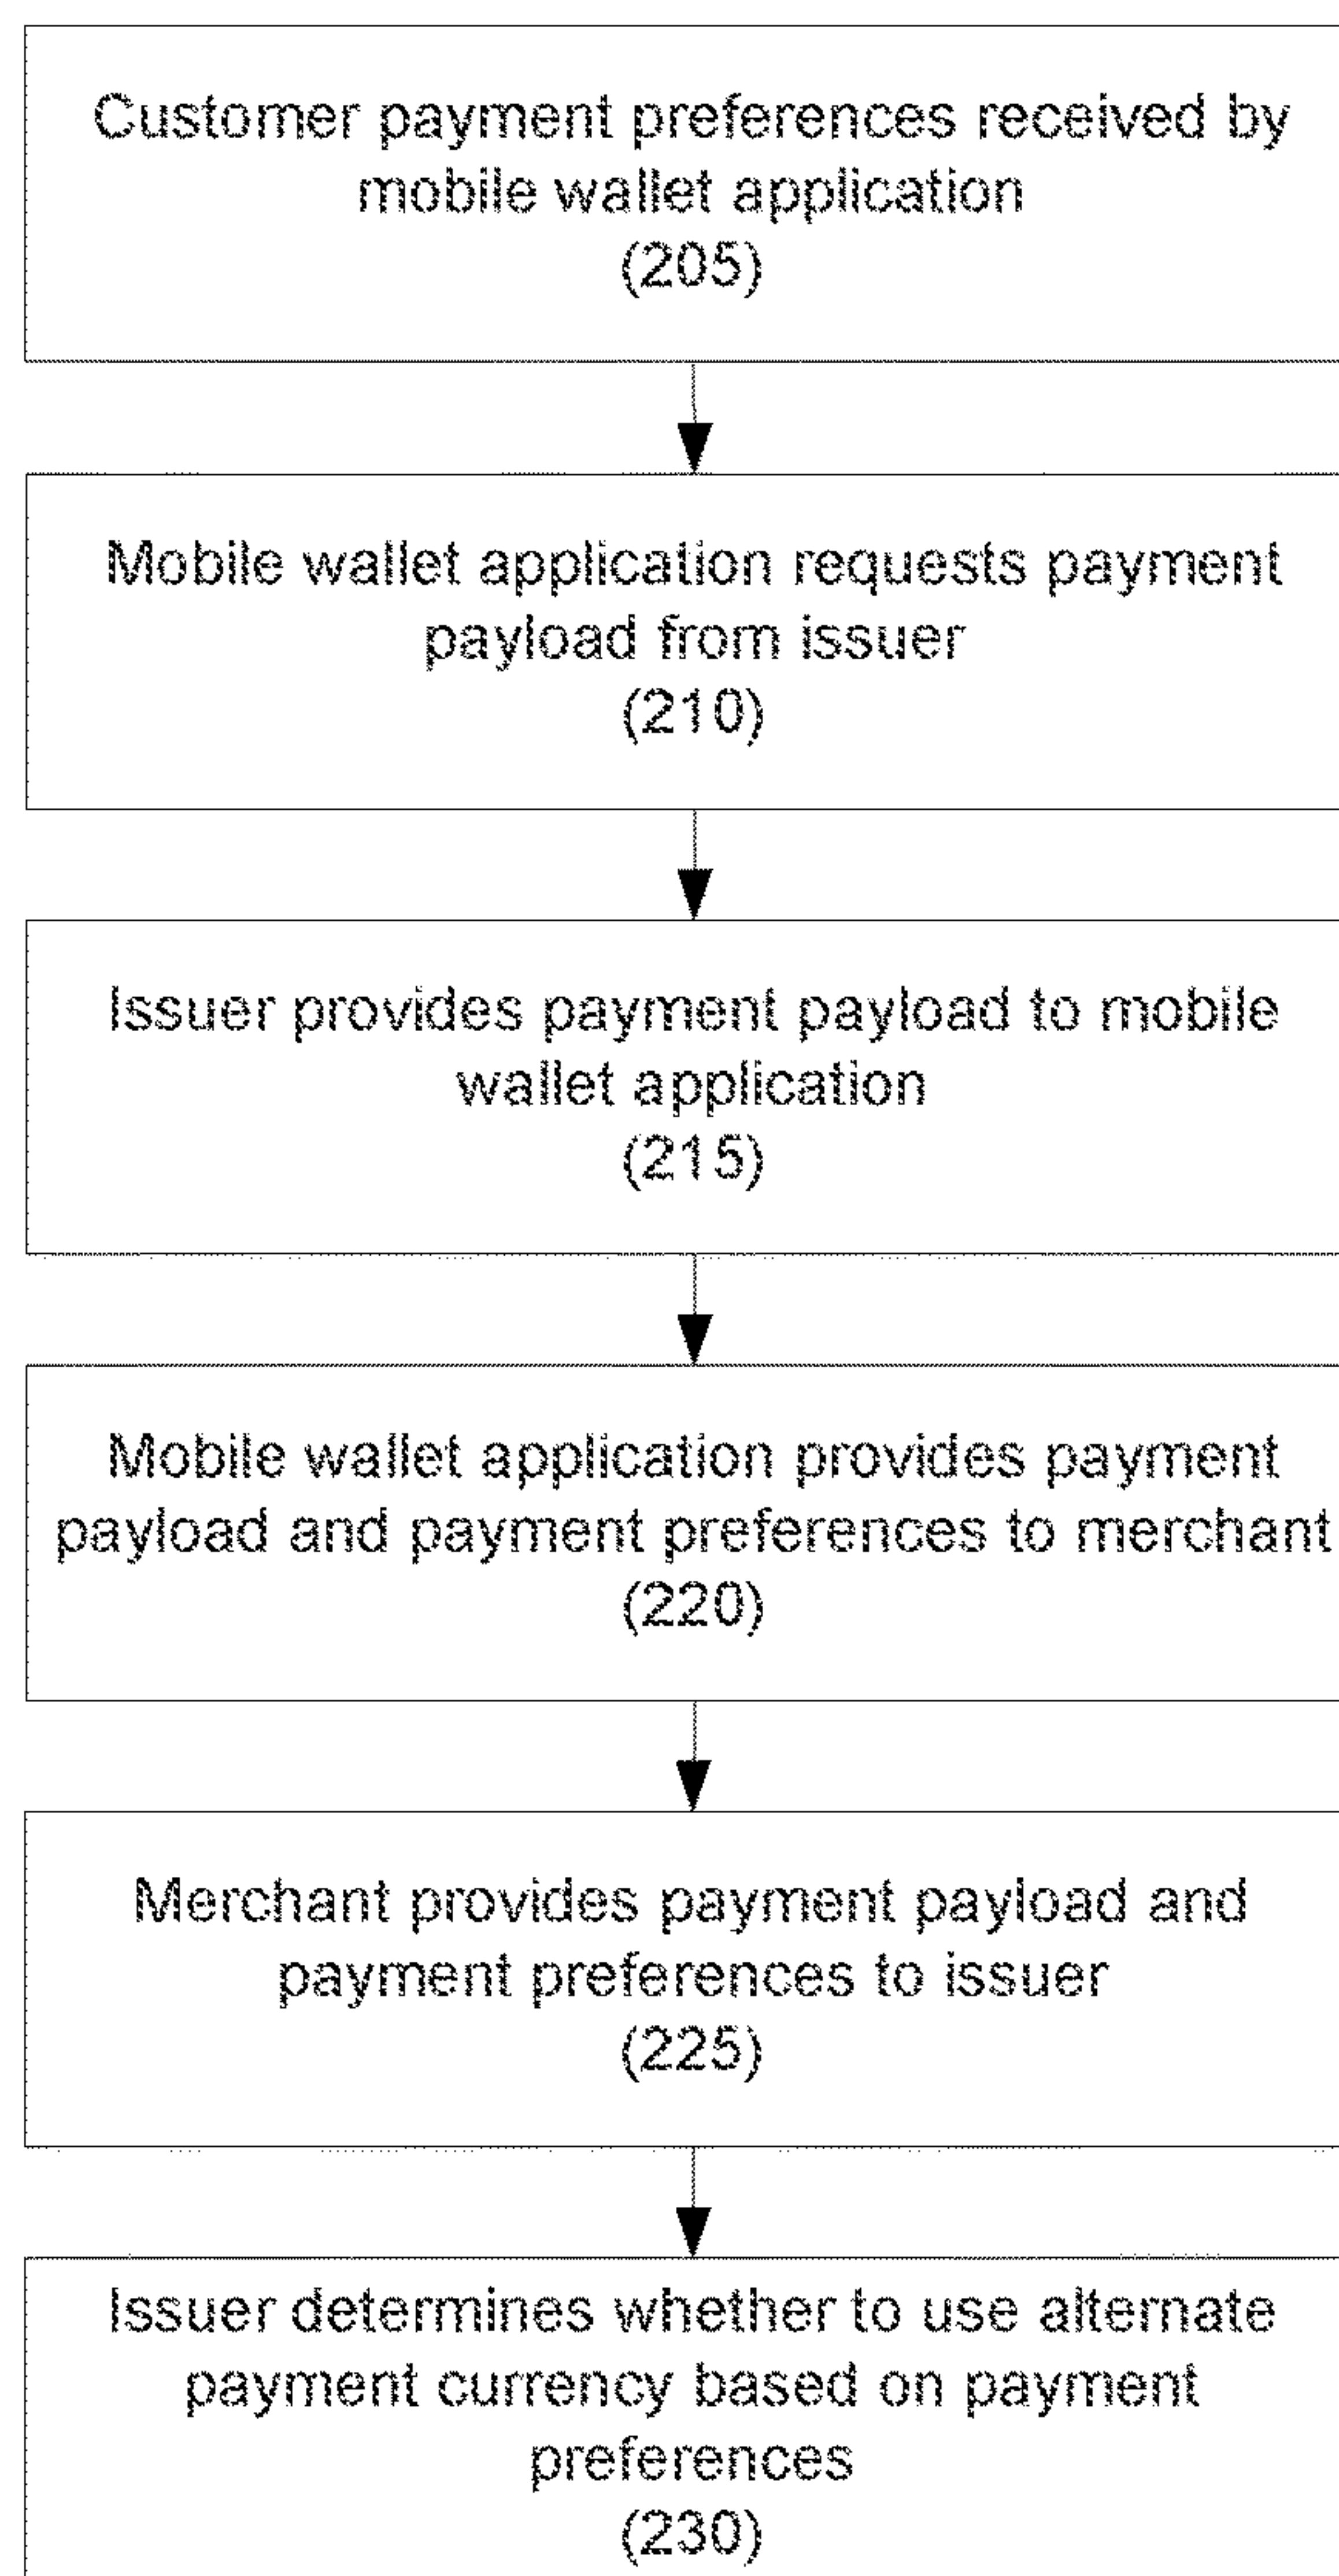 Customer payment preferences received by
mobile wallet application
(205)
Mobile wallet application requests payment
payload from issuer
(210)
Issuer provides payment payload to mobile
wallet application
(215)
Mobile wallet application provides payment
payload and payment preferences to merchant
(220)
Merchant provides payment payload and
payment preferences to issuer
(225)
Issuer determines whether to use alternate
payment currency based on payment
preferences
(230)